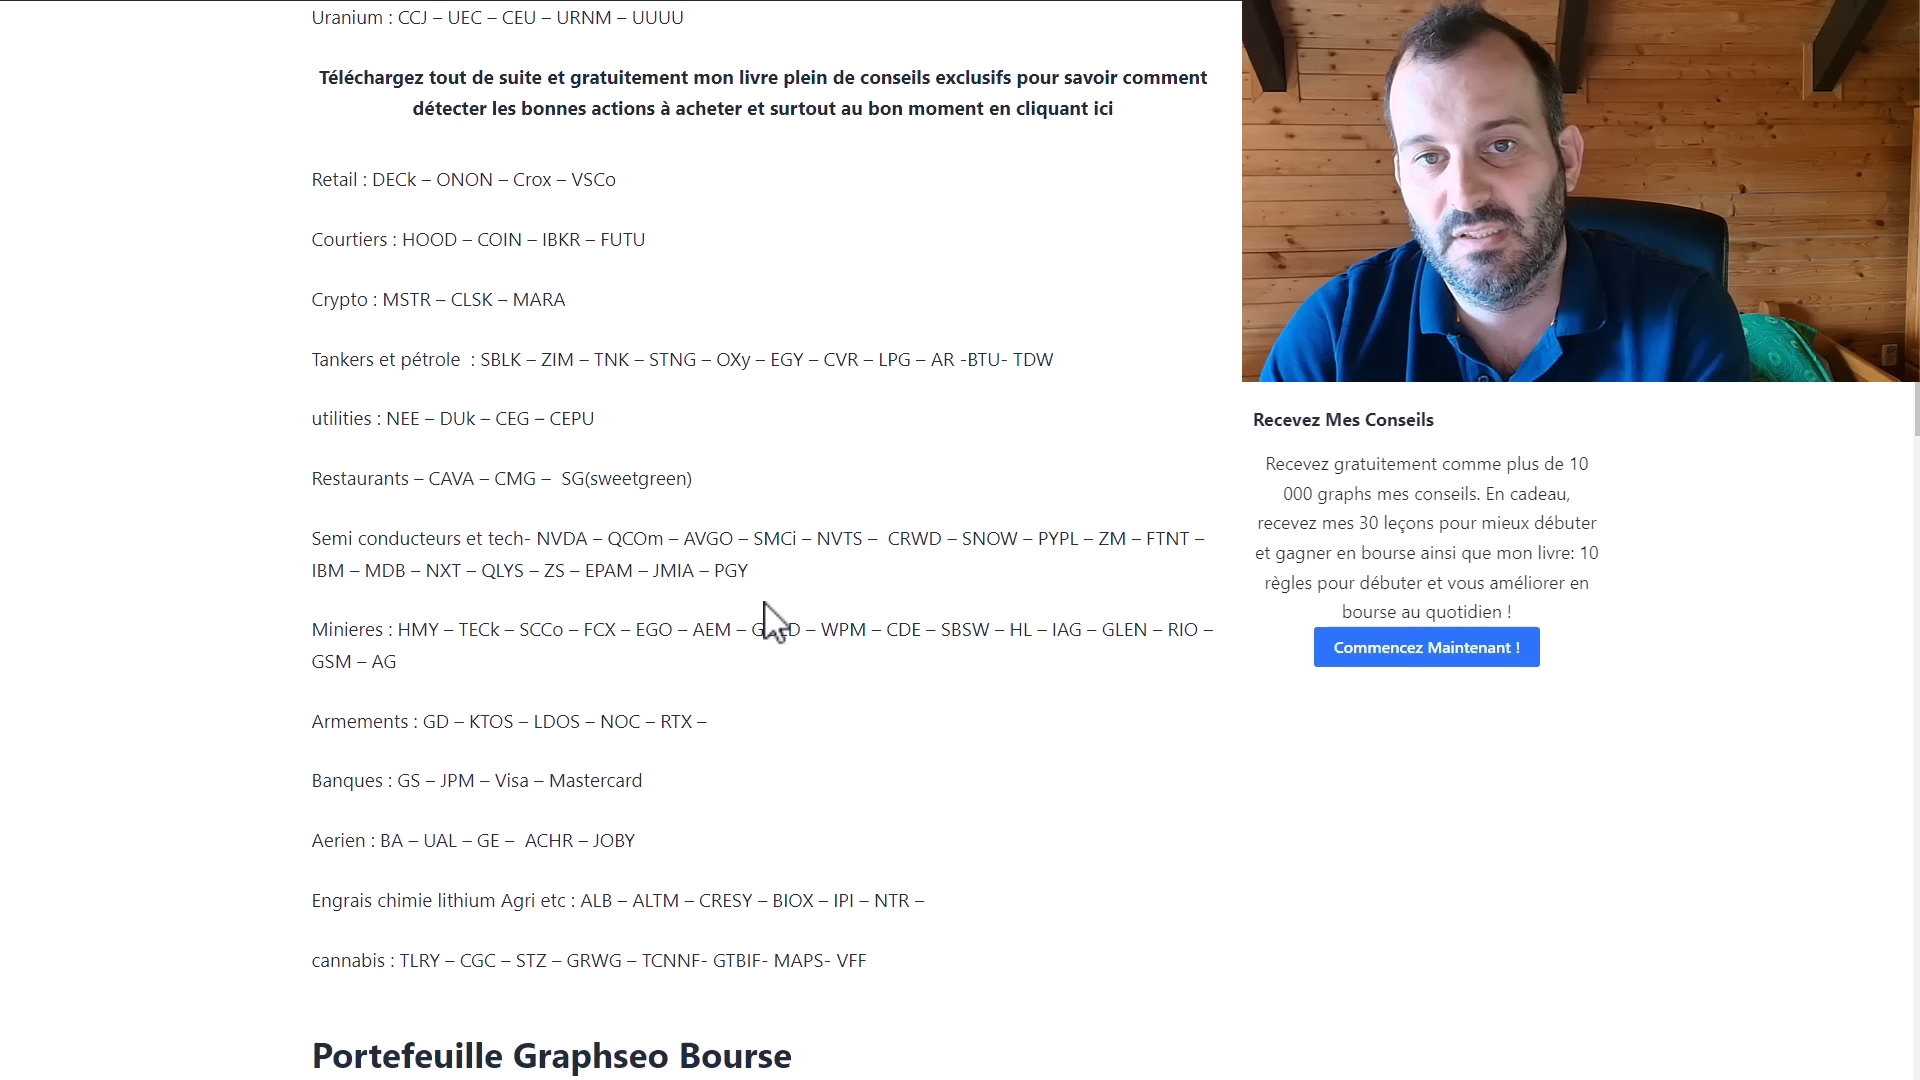 Uranium : CCJ – UEC – CEU – URNM – UUUU
Téléchargez tout de suite et gratuitement mon livre plein de conseils exclusifs pour savoir comment
détecter les bonnes actions à acheter et surtout au bon moment en cliquant ici
Retail : DECk – ONON – Crox – VSCo
Courtiers : HOOD – COIN – IBKR – FUTU
Crypto : MSTR – CLSK – MARA
Tankers et pétrole  : SBLK – ZIM – TNK – STNG – OXy – EGY – CVR – LPG – AR -BTU- TDW
utilities : NEE – DUk – CEG – CEPU
Restaurants – CAVA – CMG –  SG(sweetgreen)
Semi conducteurs et tech- NVDA – QCOm – AVGO – SMCi – NVTS –  CRWD – SNOW – PYPL – ZM – FTNT –
IBM – MDB – NXT – QLYS – ZS – EPAM – JMIA – PGY
Minieres : HMY – TECk – SCCo – FCX – EGO – AEM – – WPM – CDE – SBSW – HL – IAG – GLEN – RIO –
GSM – AG
Armements : GD – KTOS – LDOS – NOC – RTX –
Banques : GS – JPM – Visa – Mastercard
Aerien : BA – UAL – GE –  ACHR – JOBY
Engrais chimie lithium Agri etc : ALB – ALTM – CRESY – BIOX – IPI – NTR –
cannabis : TLRY – CGC – STZ – GRWG – TCNNF- GTBIF- MAPS- VFF
Portefeuille Graphseo Bourse
Recevez Mes Conseils
Recevez gratuitement comme plus de 10
000 graphs mes conseils. En cadeau,
recevez mes 30 leçons pour mieux débuter
et gagner en bourse ainsi que mon livre: 10
règles pour débuter et vous améliorer en
bourse au quotidien !
Commencez Maintenant !